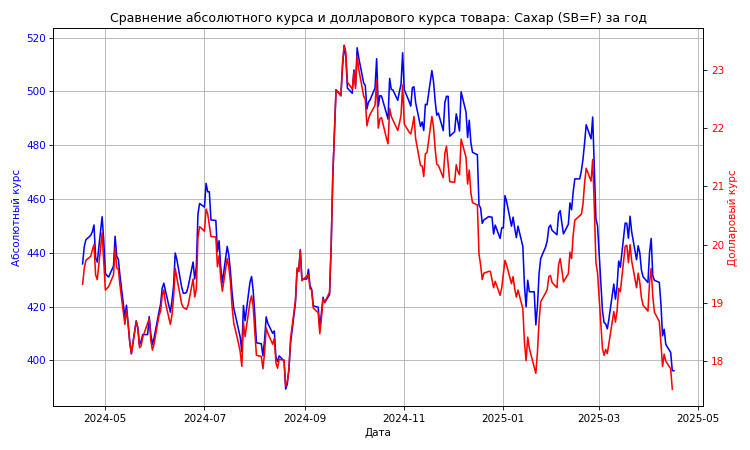 Сравнение абсолютного курса и долларового курса товара: Сахар (SB=F) за год
520
500
480
460
440
420
400
Абсолютный курс
23
22
21
20
19
18
Долларовый курс
2024-05 2024-07 2024-09 2024-11 2025-01 2025-03 2025-05
Дата